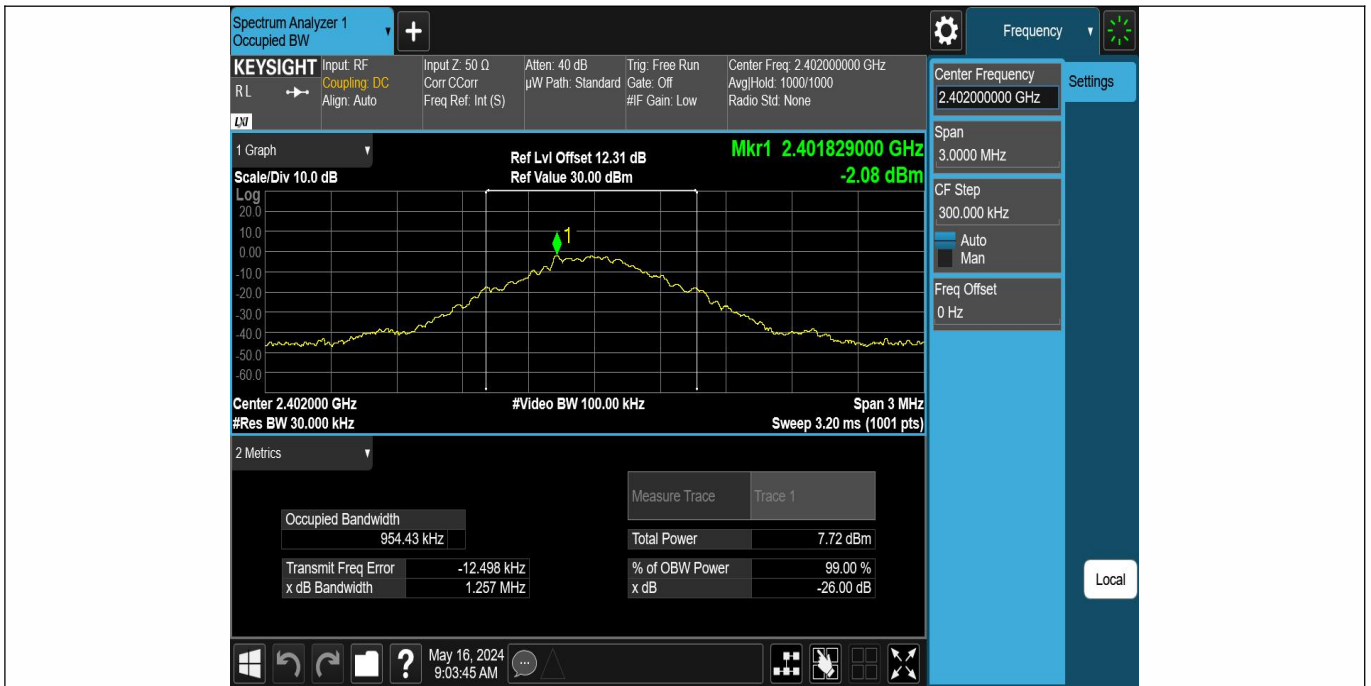 Spectrum Analyzer 1
Occupied BW
+
Frequency
KEYSIGHT
RL
LXI
Input: RF
Coupling: DC
Align: Auto
Input Z: 50 Ω
Corr CCorr
Freq Ref: Int (S)
Atten: 40 dB
µW Path: Standard
Trig: Free Run
Gate: Off
#IF Gain: Low
Center Freq: 2.402000000 GHz
Avg|Hold: 1000/1000
Radio Std: None
Center Frequency
2.402000000 GHz
Settings
Span
3.0000 MHz
CF Step
300.000 kHz
Auto
Man
Freq Offset
0 Hz
Local
1 Graph
Scale/Div 10.0 dB
Ref Lvl Offset 12.31 dB
Ref Value 30.00 dBm
Mkr1 2.401829000 GHz
-2.08 dBm
Log
20.0
10.0
0.00
-10.0
-20.0
-30.0
-40.0
-50.0
-60.0
1
Center 2.402000 GHz
#Res BW 30.000 kHz
#Video BW 100.00 kHz
Span 3 MHz
Sweep 3.20 ms (1001 pts)
2 Metrics
Measure Trace Trace 1
Occupied Bandwidth
954.43 kHz
Total Power 7.72 dBm
Transmit Freq Error -12.498 kHz
% of OBW Power 99.00 %
x dB Bandwidth 1.257 MHz
x dB -26.00 dB
?
May 16, 2024
9:03:45 AM